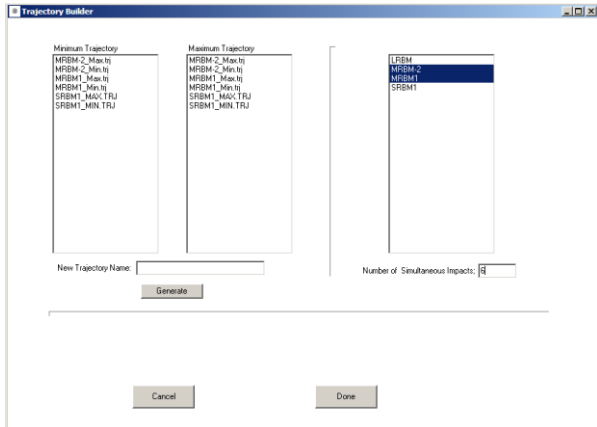 Trajectory Builder
Minimum Trajectory
MRBM-2_Max.trj
MRBM-2_Min.trj
MRBM1_Max.trj
MRBM1_Min.trj
SRBM1_MAX.TRJ
SRBM1_MIN.TRJ
Maximum Trajectory
MRBM-2_Max.trj
MRBM-2_Min.trj
MRBM1_Max.trj
MRBM1_Min.trj
SRBM1_MAX.TRJ
SRBM1_MIN.TRJ
LRBM
MRBM-2
MRBM1
SRBM1
New Trajectory Name:
Generate
Number of Simultaneous Impacts; 6
Cancel
Done